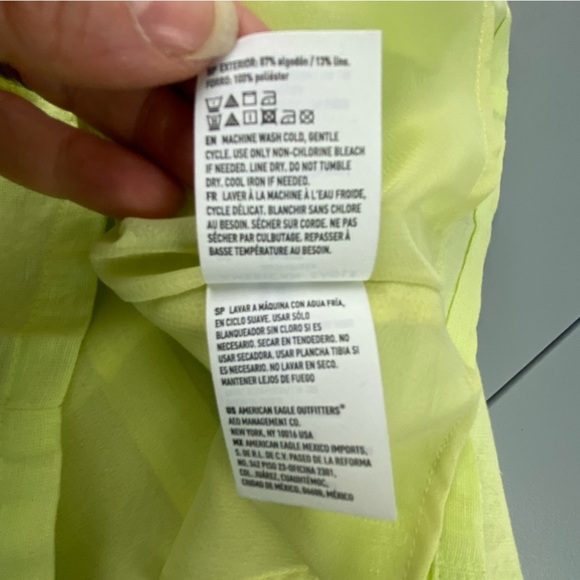 SP EXTERIOR: 87% algodón / 13% lino.
FORRO: 100% poliéster
EN MACHINE WASH COLD, GENTLE
CYCLE. USE ONLY NON-CHLORINE BLEACH
IF NEEDED. LINE DRY. DO NOT TUMBLE
DRY. COOL IRON IF NEEDED.
FR LAVER À LA MACHINE À L'EAU FROIDE,
CYCLE DÉLICAT. BLANCHIR SANS CHLORE
AU BESOIN. SÉCHER SUR CORDE. NE PAS
SÉCHER PAR CULBUTAGE. REPASSER À
BASSE TEMPÉRATURE AU BESOIN.
SP LAVAR A MÁQUINA CON AGUA FRÍA,
EN CICLO SUAVE. USAR SÓLO
BLANQUEADOR SIN CLORO SI ES
NECESARIO. SECAR EN TENDEDERO. NO
USAR SECADORA. USAR PLANCHA TIBIA SI
ES NECESARIO. NO LAVAR EN SECO.
MANTENER LEJOS DE FUEGO
US AMERICAN EAGLE OUTFITTERS®
AEO MANAGEMENT CO.
NEW YORK, NY 10016 USA
MX AMERICAN EAGLE MEXICO IMPORTS,
S. DE R.L. DE C.V. PASEO DE LA REFORMA
NO. 342 PISO 23-OFICINA 2301,
COL. JUÁREZ, CUAUHTÉMOC,
CIUDAD DE MÉXICO, 06600, MÉXICO